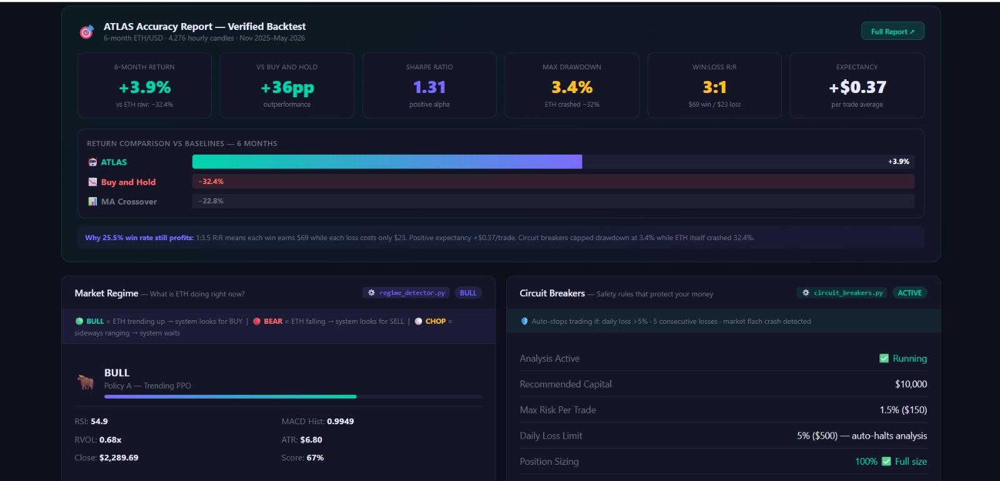 ATLAS Accuracy Report — Verified Backtest
6-month ETH/USD · 4,276 hourly candles · Nov 2025–May 2026
Full Report ↗
6-MONTH RETURN
+3.9%
vs ETH raw: −32.4%
VS BUY AND HOLD
+36pp
outperformance
SHARPE RATIO
1.31
positive alpha
MAX DRAWDOWN
3.4%
ETH crashed −32%
WIN:LOSS R:R
3:1
$69 win / $23 loss
EXPECTANCY
+$0.37
per trade average
RETURN COMPARISON VS BASELINES — 6 MONTHS
ATLAS
+3.9%
Buy and Hold
−32.4%
MA Crossover
−22.8%
Why 25.5% win rate still profits: 1:3.5 R:R means each win earns $69 while each loss costs only $23. Positive expectancy +$0.37/trade. Circuit breakers capped drawdown at 3.4% while ETH itself crashed 32.4%.
Market Regime — What is ETH doing right now?
regime_detector.py
BULL
BULL = ETH trending up → system looks for BUY | BEAR = ETH falling → system looks for SELL | CHOP =
sideways ranging → system waits
BULL
Policy A — Trending PPO
RSI: 54.9
MACD Hist: 0.9949
RVOL: 0.68x
ATR: $6.80
Close: $2,289.69
Score: 67%
Circuit Breakers — Safety rules that protect your money
circuit_breakers.py
ACTIVE
Auto-stops trading if: daily loss >5% · 5 consecutive losses · market flash crash detected
Analysis Active
✅ Running
Recommended Capital
$10,000
Max Risk Per Trade
1.5% ($150)
Daily Loss Limit
5% ($500) — auto-halts analysis
Position Sizing
100% ✅ Full size